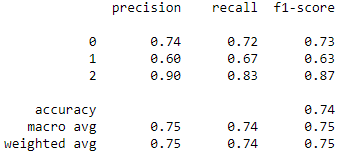 precision recall f1-score
0 0.74 0.72 0.73
1 0.60 0.67 0.63
2 0.90 0.83 0.87
accuracy 0.74
macro avg 0.75 0.74 0.75
weighted avg 0.75 0.74 0.75